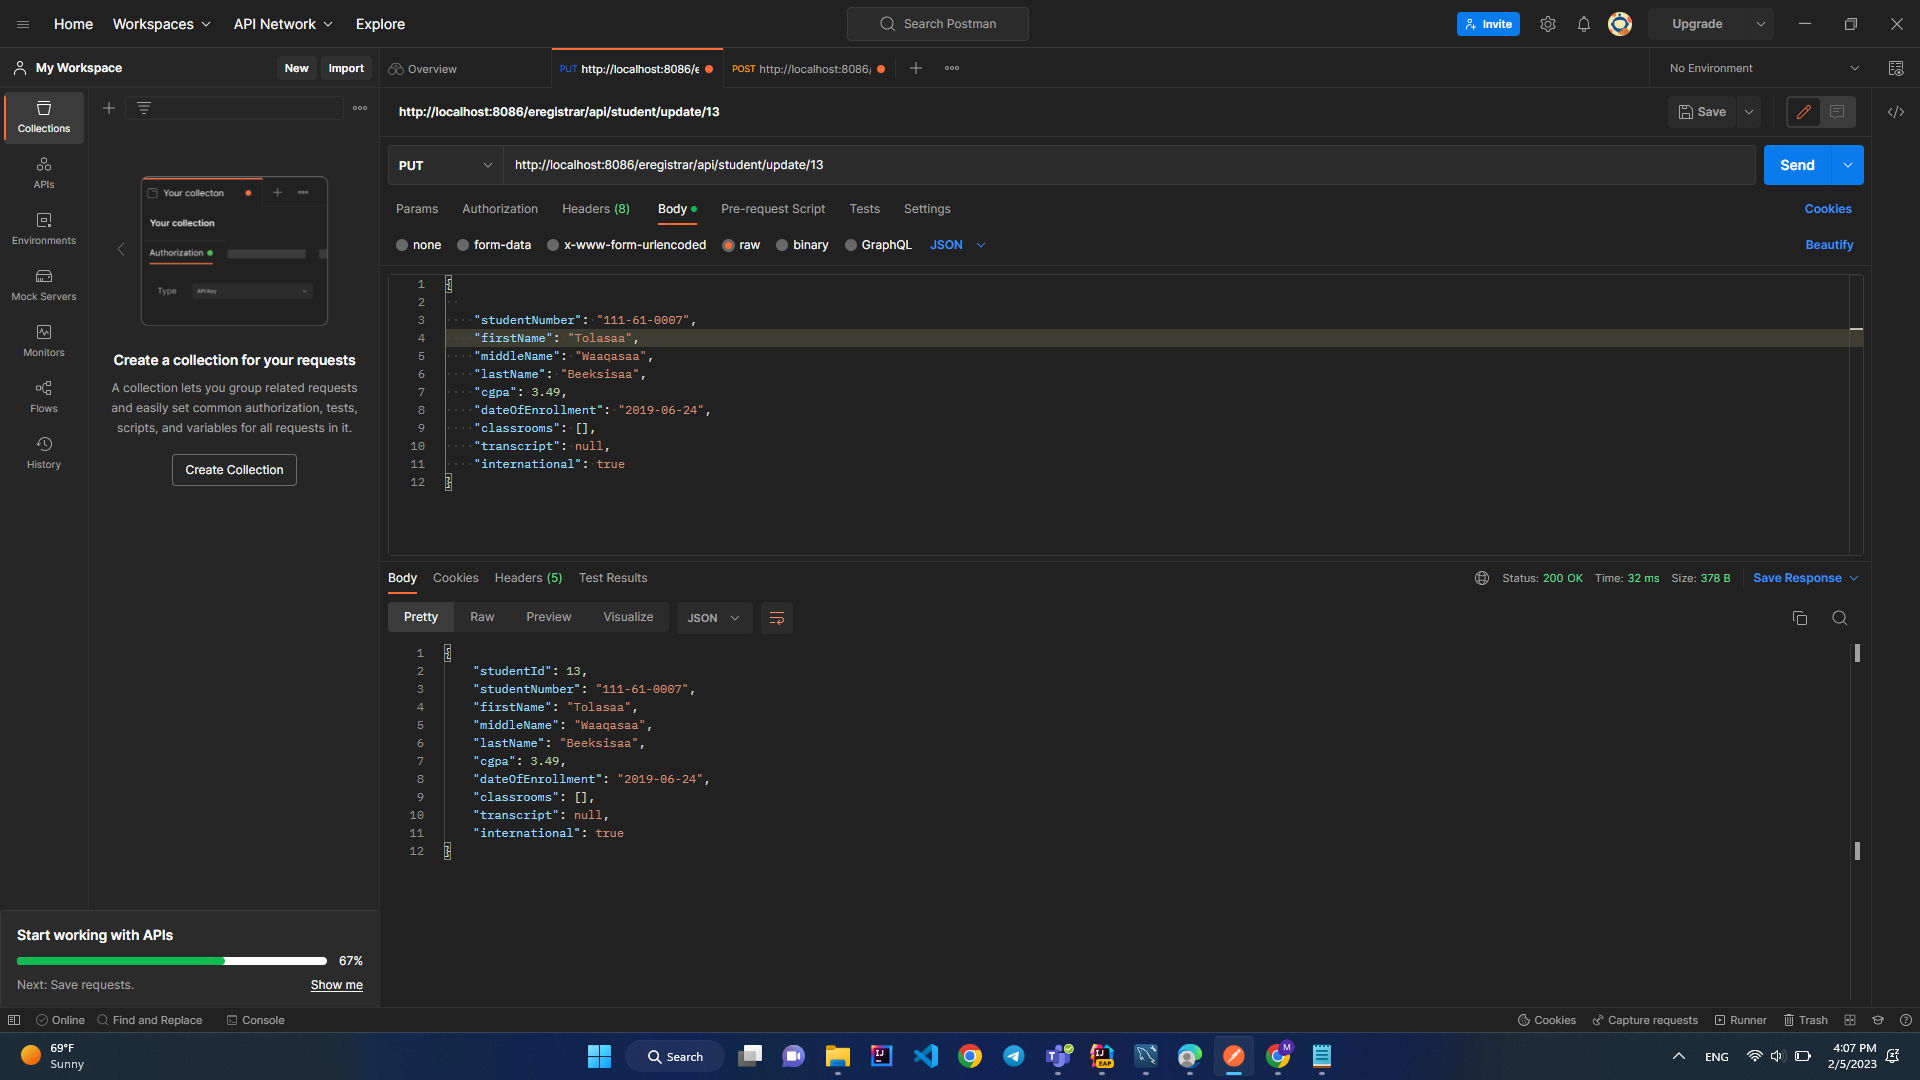 Home Workspaces API Network Explore Search Postman Invite Upgrade
My Workspace New Import Overview PUT http://localhost:8086/e POST http://localhost:8086/ No Environment
Collections
APIs
Environments
Mock Servers
Monitors
Flows
History
Your collecton
Your collection
Authorization
Type API Key
Create a collection for your requests
A collection lets you group related requests
and easily set common authorization, tests,
scripts, and variables for all requests in it.
Create Collection
http://localhost:8086/eregistrar/api/student/update/13 Save
PUT http://localhost:8086/eregistrar/api/student/update/13 Send
Params Authorization Headers (8) Body Pre-request Script Tests Settings Cookies
none form-data x-www-form-urlencoded raw binary GraphQL JSON Beautify
1 {
2
3 "studentNumber": "111-61-0007",
4 "firstName": "Tolasaa",
5 "middleName": "Waaqasaa",
6 "lastName": "Beeksisaa",
7 "cgpa": 3.49,
8 "dateOfEnrollment": "2019-06-24",
9 "classrooms": [],
10 "transcript": null,
11 "international": true
12 }
Body Cookies Headers (5) Test Results Status: 200 OK Time: 32 ms Size: 378 B Save Response
Pretty Raw Preview Visualize JSON
1 {
2 "studentId": 13,
3 "studentNumber": "111-61-0007",
4 "firstName": "Tolasaa",
5 "middleName": "Waaqasaa",
6 "lastName": "Beeksisaa",
7 "cgpa": 3.49,
8 "dateOfEnrollment": "2019-06-24",
9 "classrooms": [],
10 "transcript": null,
11 "international": true
12 }
Start working with APIs
67%
Next: Save requests. Show me
Online Find and Replace Console Cookies Capture requests Runner Trash
69°F
Sunny
Search
ENG
4:07 PM
2/5/2023